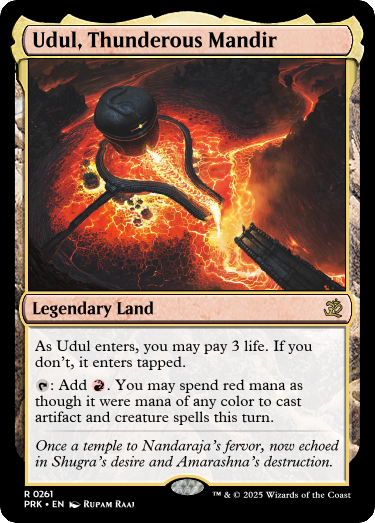 Udul, Thunderous Mandir
Legendary Land
As Udul enters, you may pay 3 life. If you
don't, it enters tapped.
: Add . You may spend red mana as
though it were mana of any color to cast
artifact and creature spells this turn.
Once a temple to Nandaraja's fervor, now echoed
in Shugra's desire and Amarashna's destruction.
R 0261
PRK • EN Rupam Raaj
™ & © 2025 Wizards of the Coast